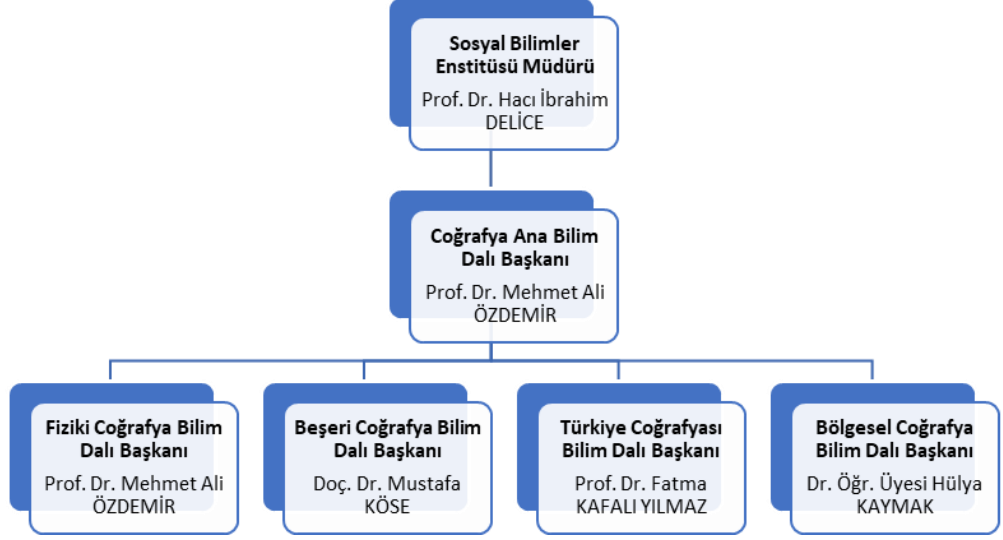 Sosyal Bilimler
Enstitüsü Müdürü
Prof. Dr. Hacı İbrahim
DELİCE
Coğrafya Ana Bilim
Dalı Başkanı
Prof. Dr. Mehmet Ali
ÖZDEMİR
Fiziki Coğrafya Bilim
Dalı Başkanı
Prof. Dr. Mehmet Ali
ÖZDEMİR
Beşeri Coğrafya Bilim
Dalı Başkanı
Doç. Dr. Mustafa
KÖSE
Türkiye Coğrafyası
Bilim Dalı Başkanı
Prof. Dr. Fatma
KAFALI YILMAZ
Bölgesel Coğrafya
Bilim Dalı Başkanı
Dr. Öğr. Üyesi Hülya
KAYMAK